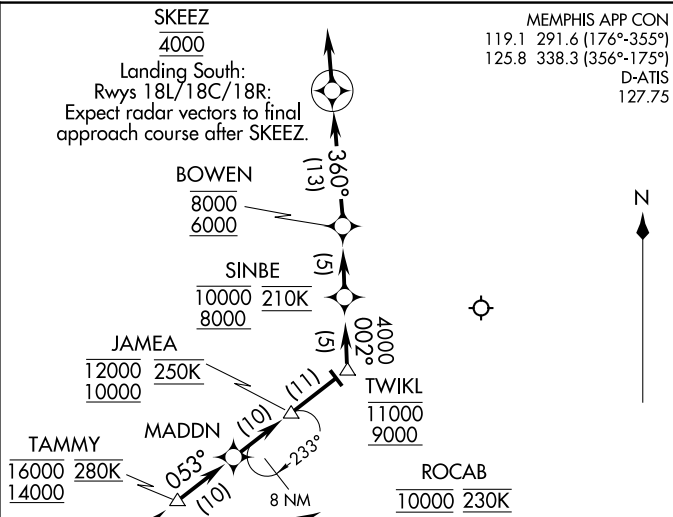 SKEEZ
4000
Landing South:
Rwys 18L/18C/18R:
Expect radar vectors to final
approach course after SKEEZ.
MEMPHIS APP CON
119.1 291.6 (176°-355°)
125.8 338.3 (356°-175°)
D-ATIS
127.75
360°
(13)
BOWEN
8000
6000
N
(5)
SINBE
10000 210K
8000
4000
002°
(5)
JAMEA
12000 250K
10000
(11)
TWIKL
11000
9000
(10)
MADDN
233°
TAMMY
16000 280K
14000
053°
(10)
8 NM
ROCAB
10000 230K